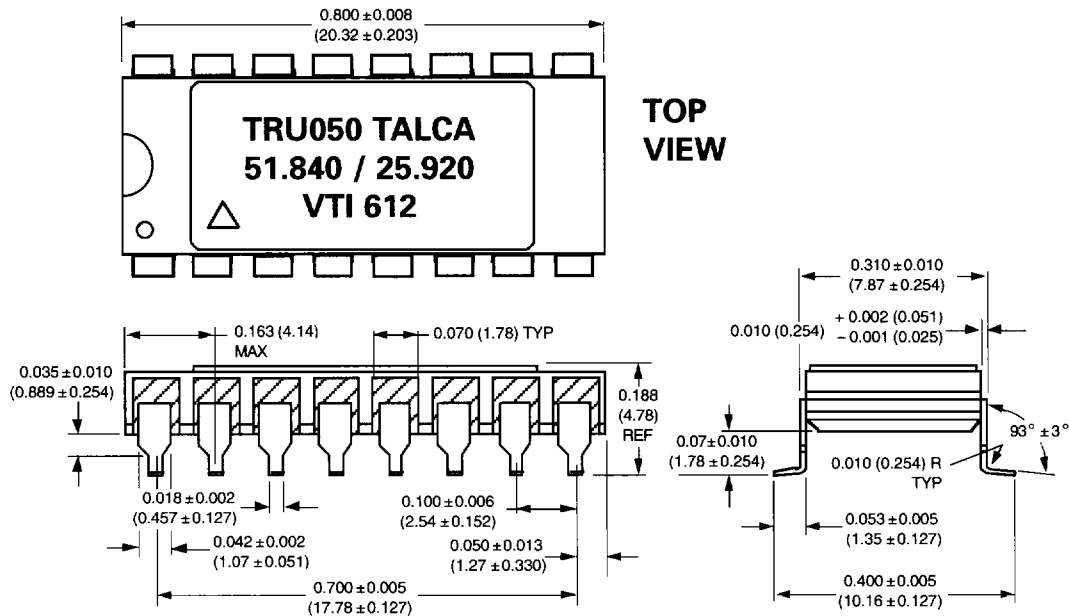 0.800 ±0.008
(20.32 ±0.203)
TRU050 TALCA
51.840 / 25.920
VTI 612
TOP
VIEW
0.163 (4.14)
MAX
0.070 (1.78) TYP
0.035 ±0.010
(0.889 ±0.254)
0.188
(4.78)
REF
0.018 ±0.002
(0.457 ±0.127)
0.100 ±0.006
(2.54 ±0.152)
0.042 ±0.002
(1.07 ±0.051)
0.050 ±0.013
(1.27 ±0.330)
0.700 ±0.005
(17.78 ±0.127)
0.310 ±0.010
(7.87 ±0.254)
0.010 (0.254)
+ 0.002 (0.051)
− 0.001 (0.025)
0.07 ±0.010
(1.78 ±0.254)
93° ±3°
0.010 (0.254) R
TYP
0.053 ±0.005
(1.35 ±0.127)
0.400 ±0.005
(10.16 ±0.127)